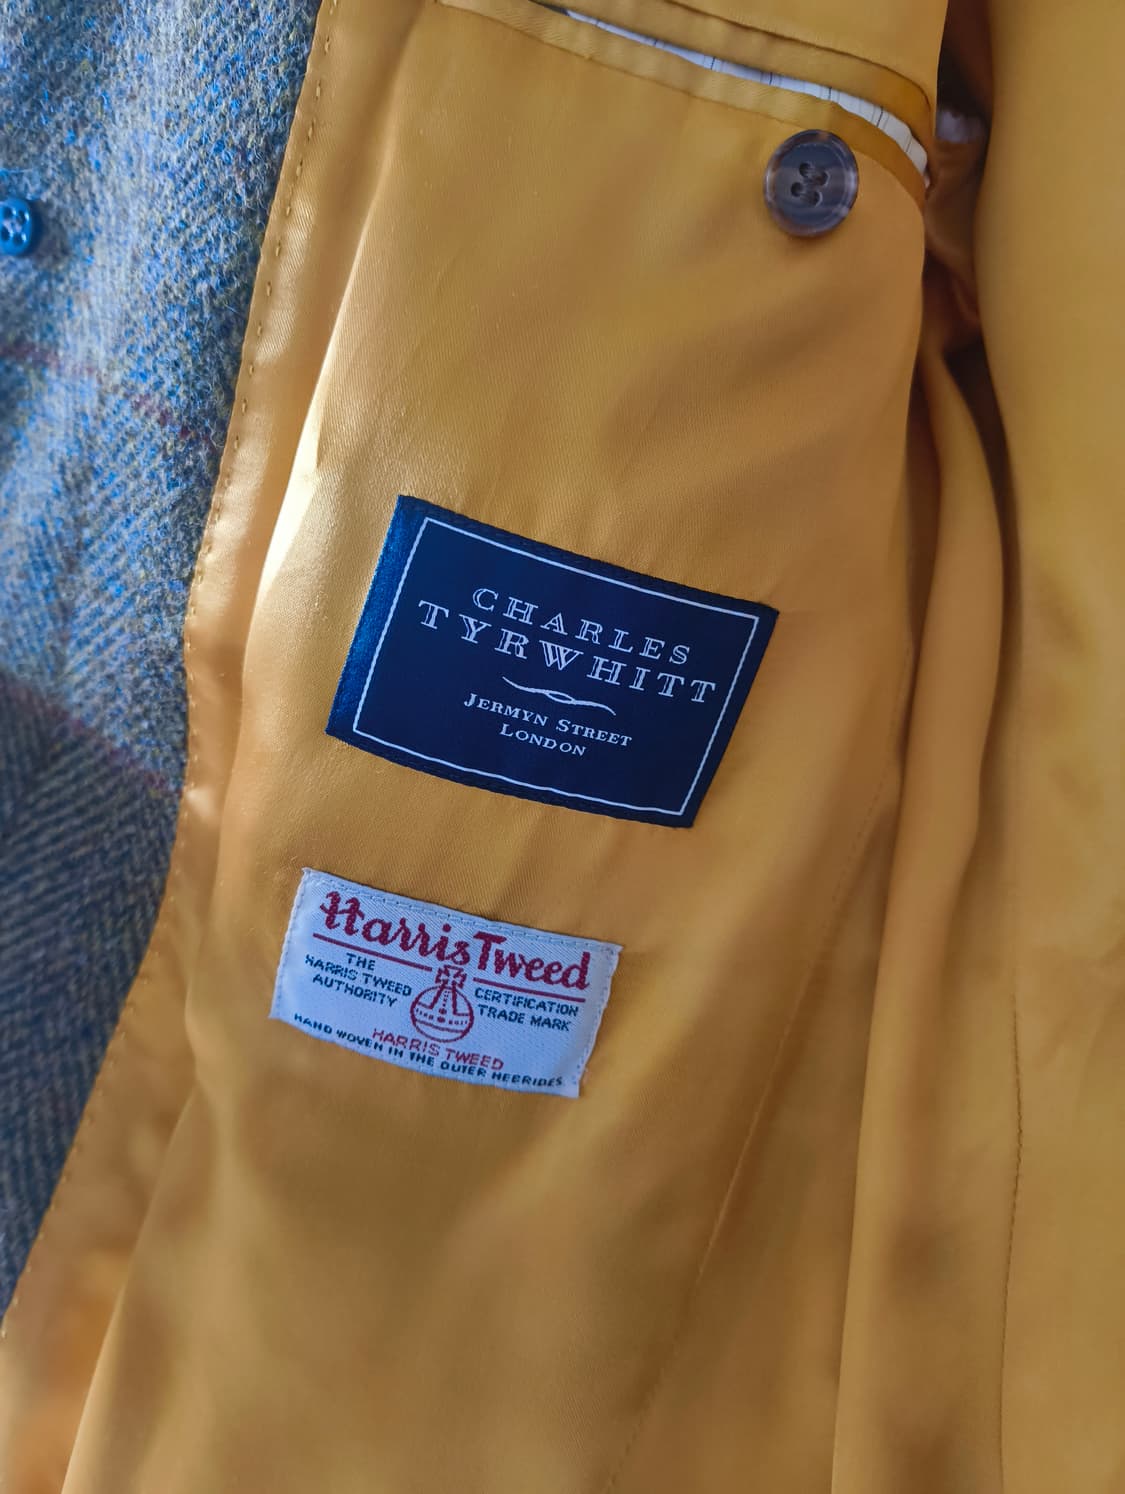 CHARLES
TYRWHITT
JERMYN STREET
LONDON
Harris Tweed
THE
HARRIS TWEED
AUTHORITY
CERTIFICATION
TRADE MARK
HARRIS TWEED
HAND WOVEN IN THE OUTER HEBRIDES